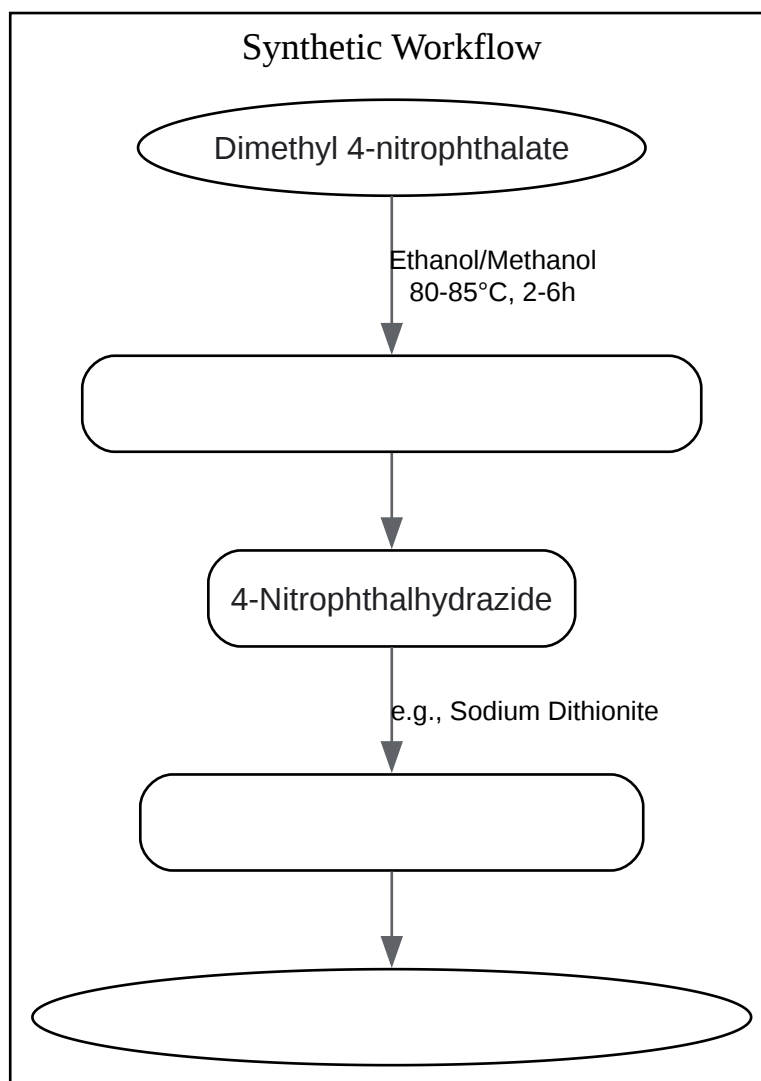 Synthetic Workflow
Dimethyl 4-nitrophthalate
Ethanol/Methanol
80-85°C, 2-6h
4-Nitrophthalhydrazide
e.g., Sodium Dithionite